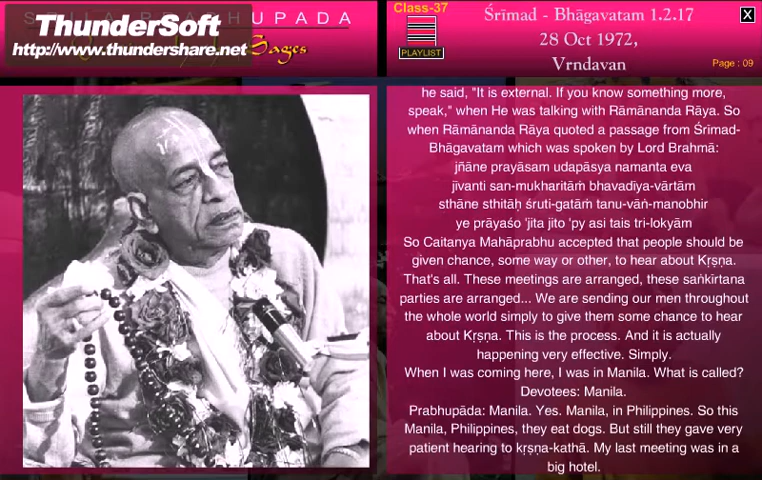 ThunderSoft
http://www.thundershare.net
HUPADA
Sages
Class-37
PLAYLIST
Śrīmad - Bhāgavatam 1.2.17
28 Oct 1972,
Vrndavan
X
Page : 09
he said, "It is external. If you know something more,
speak," when He was talking with Rāmānanda Rāya. So
when Rāmānanda Rāya quoted a passage from Śrīmad-
Bhāgavatam which was spoken by Lord Brahmā:
jñāne prayāsam udapāsya namanta eva
jīvanti san-mukharitāṁ bhavadīya-vārtām
sthāne sthitāḥ śruti-gatāṁ tanu-vāṅ-manobhir
ye prāyaśo 'jita jito 'py asi tais tri-lokyām
So Caitanya Mahāprabhu accepted that people should be
given chance, some way or other, to hear about Kṛṣṇa.
That's all. These meetings are arranged, these saṅkirtana
parties are arranged... We are sending our men throughout
the whole world simply to give them some chance to hear
about Kṛṣṇa. This is the process. And it is actually
happening very effective. Simply.
When I was coming here, I was in Manila. What is called?
Devotees: Manila.
Prabhupāda: Manila. Yes. Manila, in Philippines. So this
Manila, Philippines, they eat dogs. But still they gave very
patient hearing to kṛṣṇa-kathā. My last meeting was in a
big hotel.